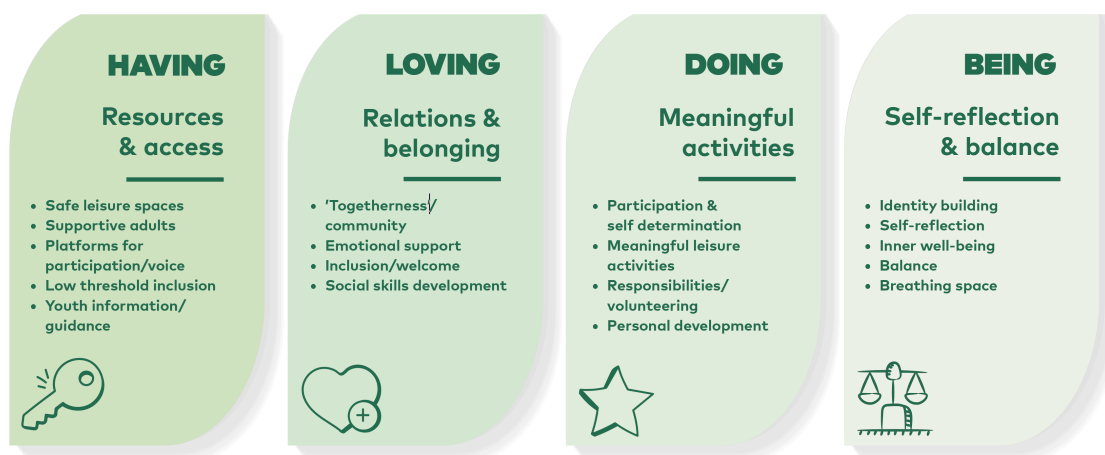 HAVING
Resources
& access
• Safe leisure spaces
• Supportive adults
• Platforms for
participation/voice
• Low threshold inclusion
• Youth information/
guidance
LOVING
Relations &
belonging
• ‘Togetherness’/
community
• Emotional support
• Inclusion/welcome
• Social skills development
DOING
Meaningful
activities
• Participation &
self determination
• Meaningful leisure
activities
• Responsibilities/
volunteering
• Personal development
BEING
Self-reflection
& balance
• Identity building
• Self-reflection
• Inner well-being
• Balance
• Breathing space